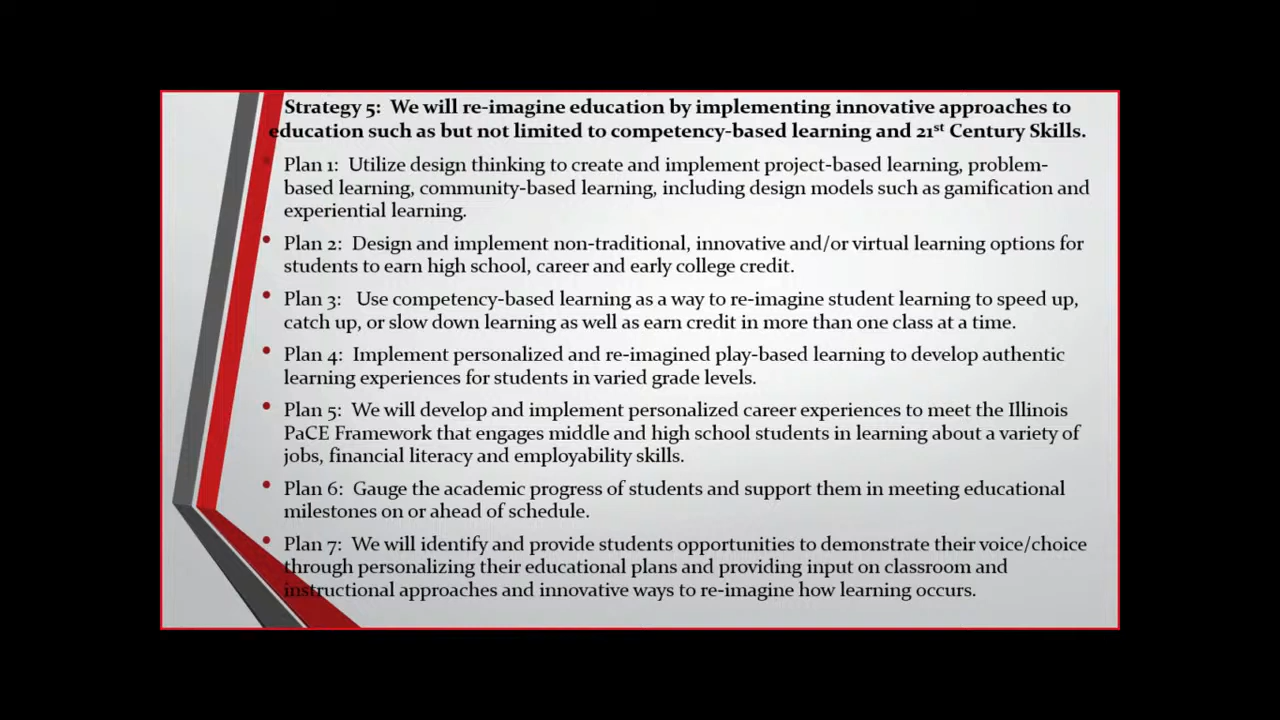 Strategy 5: We will re-imagine education by implementing innovative approaches to
education such as but not limited to competency-based learning and 21st Century Skills.
Plan 1: Utilize design thinking to create and implement project-based learning, problem-
based learning, community-based learning, including design models such as gamification and
experiential learning.
• Plan 2: Design and implement non-traditional, innovative and/or virtual learning options for
students to earn high school, career and early college credit.
• Plan 3: Use competency-based learning as a way to re-imagine student learning to speed up,
catch up, or slow down learning as well as earn credit in more than one class at a time.
• Plan 4: Implement personalized and re-imagined play-based learning to develop authentic
learning experiences for students in varied grade levels.
• Plan 5: We will develop and implement personalized career experiences to meet the Illinois
PaCE Framework that engages middle and high school students in learning about a variety of
jobs, financial literacy and employability skills.
• Plan 6: Gauge the academic progress of students and support them in meeting educational
milestones on or ahead of schedule.
• Plan 7: We will identify and provide students opportunities to demonstrate their voice/choice
through personalizing their educational plans and providing input on classroom and
instructional approaches and innovative ways to re-imagine how learning occurs.